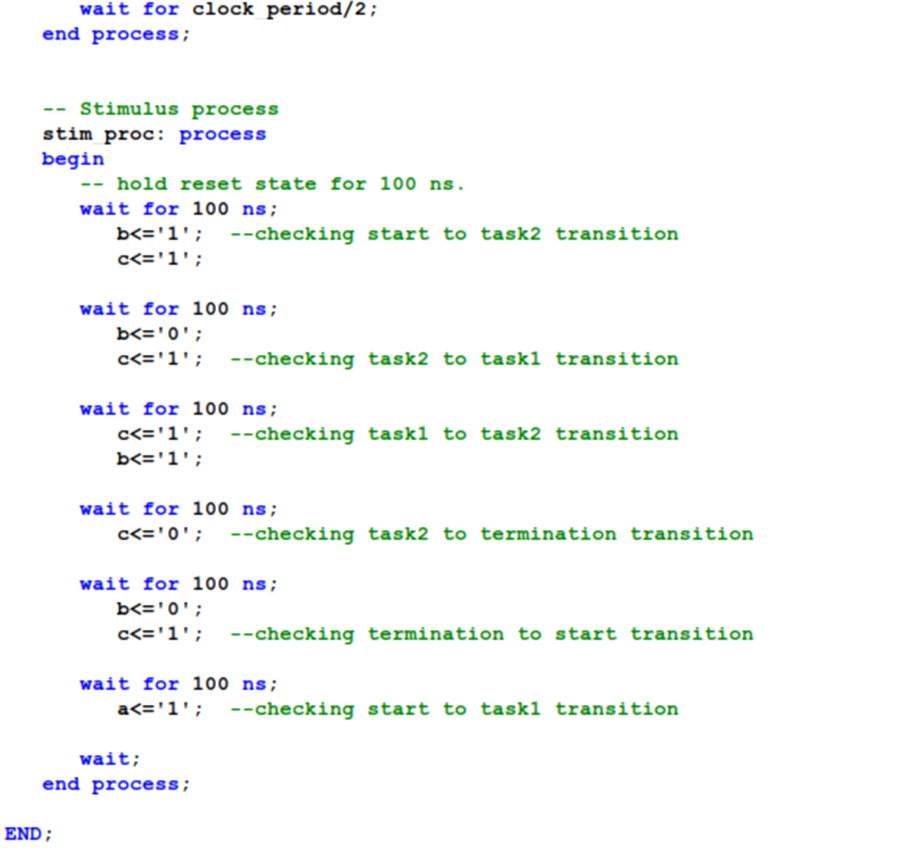 wait for clock_period/2;
end process;
-- Stimulus process
stim_proc: process
begin
-- hold reset state for 100 ns.
wait for 100 ns;
b<='1';  --checking start to task2 transition
c<='1';
wait for 100 ns;
b<='0';
c<='1';  --checking task2 to task1 transition
wait for 100 ns;
c<='1';  --checking task1 to task2 transition
b<='1';
wait for 100 ns;
c<='0';  --checking task2 to termination transition
wait for 100 ns;
b<='0';
c<='1';  --checking termination to start transition
wait for 100 ns;
a<='1';  --checking start to task1 transition
wait;
end process;
END;